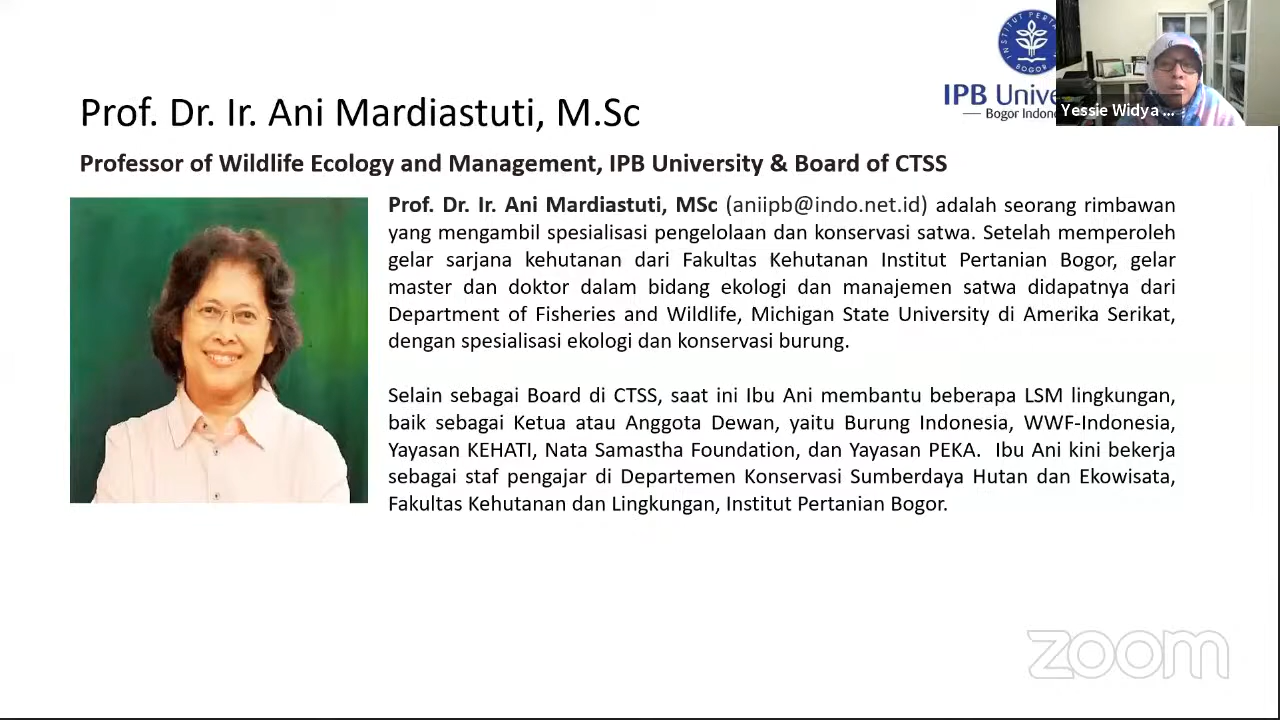 INSTITUT PERTA
BOGOR
IPB Unive
Bogor Indone
Yessie Widya ...
Prof. Dr. Ir. Ani Mardiastuti, M.Sc
Professor of Wildlife Ecology and Management, IPB University & Board of CTSS
Prof. Dr. Ir. Ani Mardiastuti, MSc (aniipb@indo.net.id) adalah seorang rimbawan
yang mengambil spesialisasi pengelolaan dan konservasi satwa. Setelah memperoleh
gelar sarjana kehutanan dari Fakultas Kehutanan Institut Pertanian Bogor, gelar
master dan doktor dalam bidang ekologi dan manajemen satwa didapatnya dari
Department of Fisheries and Wildlife, Michigan State University di Amerika Serikat,
dengan spesialisasi ekologi dan konservasi burung.
Selain sebagai Board di CTSS, saat ini Ibu Ani membantu beberapa LSM lingkungan,
baik sebagai Ketua atau Anggota Dewan, yaitu Burung Indonesia, WWF-Indonesia,
Yayasan KEHATI, Nata Samastha Foundation, dan Yayasan PEKA. Ibu Ani kini bekerja
sebagai staf pengajar di Departemen Konservasi Sumberdaya Hutan dan Ekowisata,
Fakultas Kehutanan dan Lingkungan, Institut Pertanian Bogor.
zoom